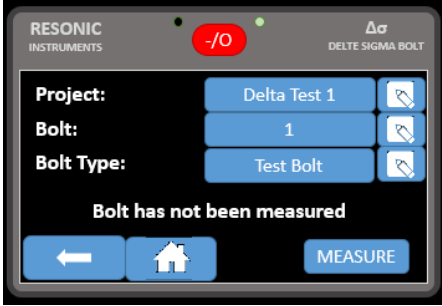 RESONIC
INSTRUMENTS
-/O
Δσ
DELTE SIGMA BOLT
Project: Delta Test 1
Bolt: 1
Bolt Type: Test Bolt
Bolt has not been measured
MEASURE